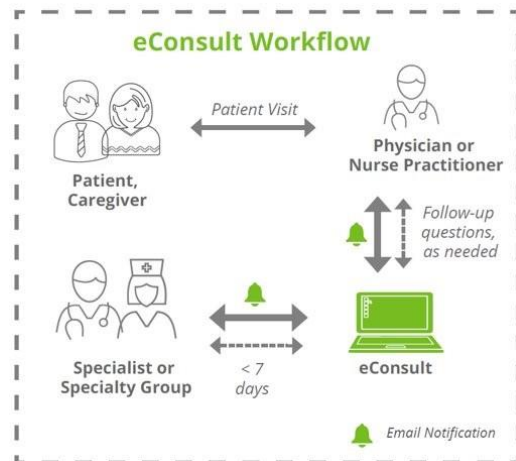 eConsult Workflow
Patient Visit
Patient,
Caregiver
Physician or
Nurse Practitioner
Follow-up
questions,
as needed
Specialist or
Specialty Group
< 7
days
eConsult
Email Notification